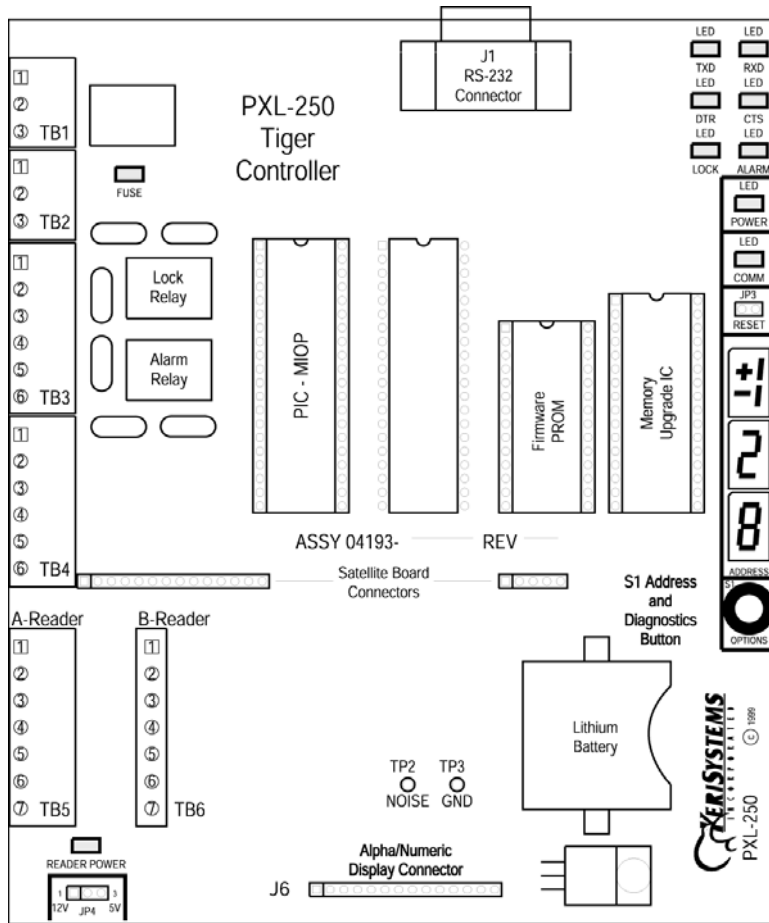 J1
RS-232
Connector
LED LED
TXD RXD
LED LED
DTR CTS
LED LED
LOCK ALARM
LED
POWER
LED
COMM
JP3
RESET
±1
2
8
ADDRESS
S1
OPTIONS
PXL-250
Tiger
Controller
1
2
3 TB1
FUSE
1
2
3 TB2
1
2
3
4
5
6 TB3
Lock
Relay
Alarm
Relay
1
2
3
4
5
6 TB4
PIC - MIOP
Firmware
PROM
Memory
Upgrade IC
ASSY 04193- REV
Satellite Board
Connectors
S1 Address
and
Diagnostics
Button
A-Reader B-Reader
1
2
3
4
5
6
7 TB5
1
2
3
4
5
6
7 TB6
READER POWER
1 3
12V JP4 5V
TP2 TP3
NOISE GND
Lithium
Battery
Alpha/Numeric
Display Connector
J6
KERISYSTEMS
INCORPORATED
© 1999
PXL-250